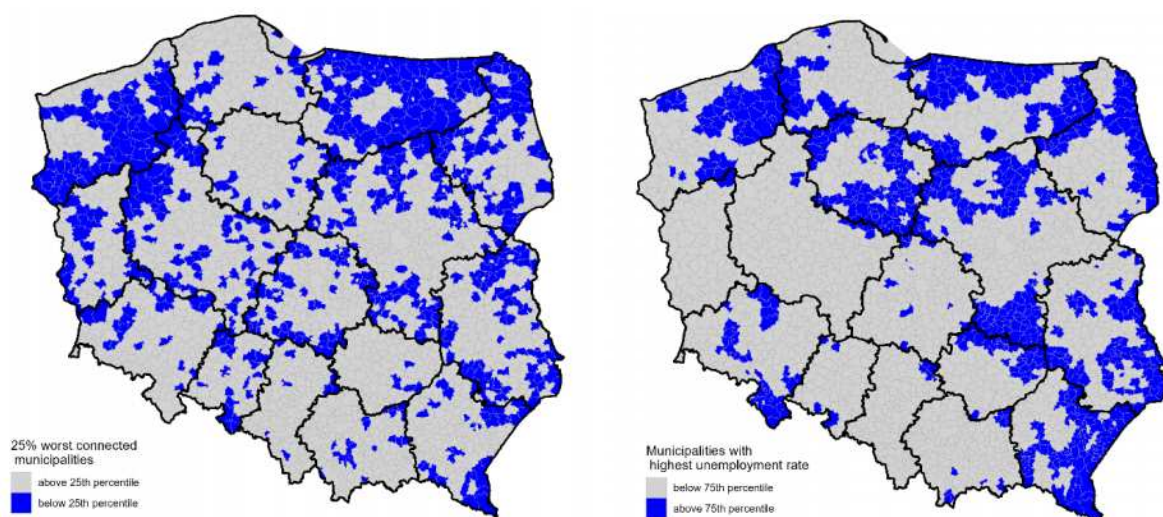 25% worst connected
municipalities
above 25th percentile
below 25th percentile
Municipalities with
highest unemployment rate
below 75th percentile
above 75th percentile